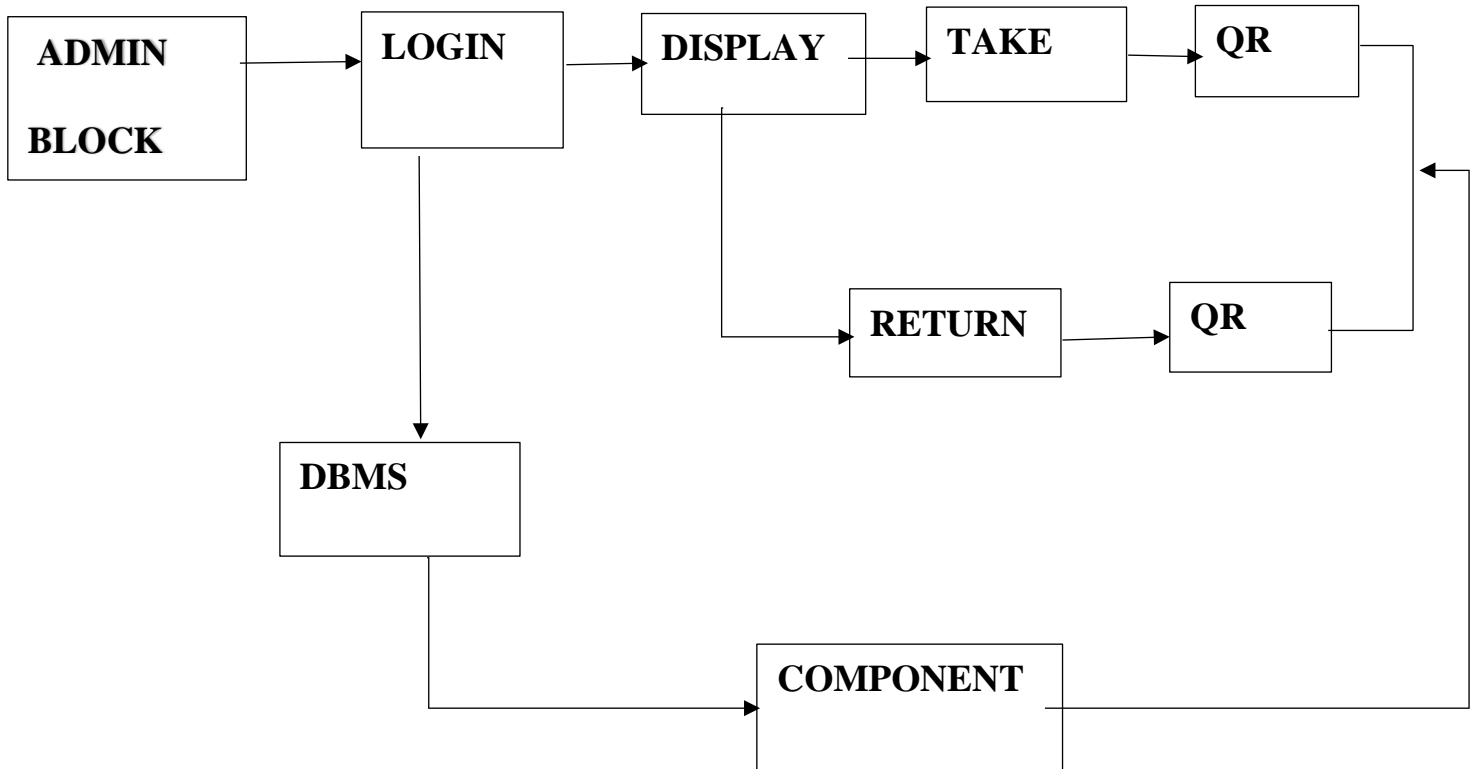 ADMIN
BLOCK
LOGIN
DISPLAY
TAKE
QR
RETURN
QR
DBMS
COMPONENT